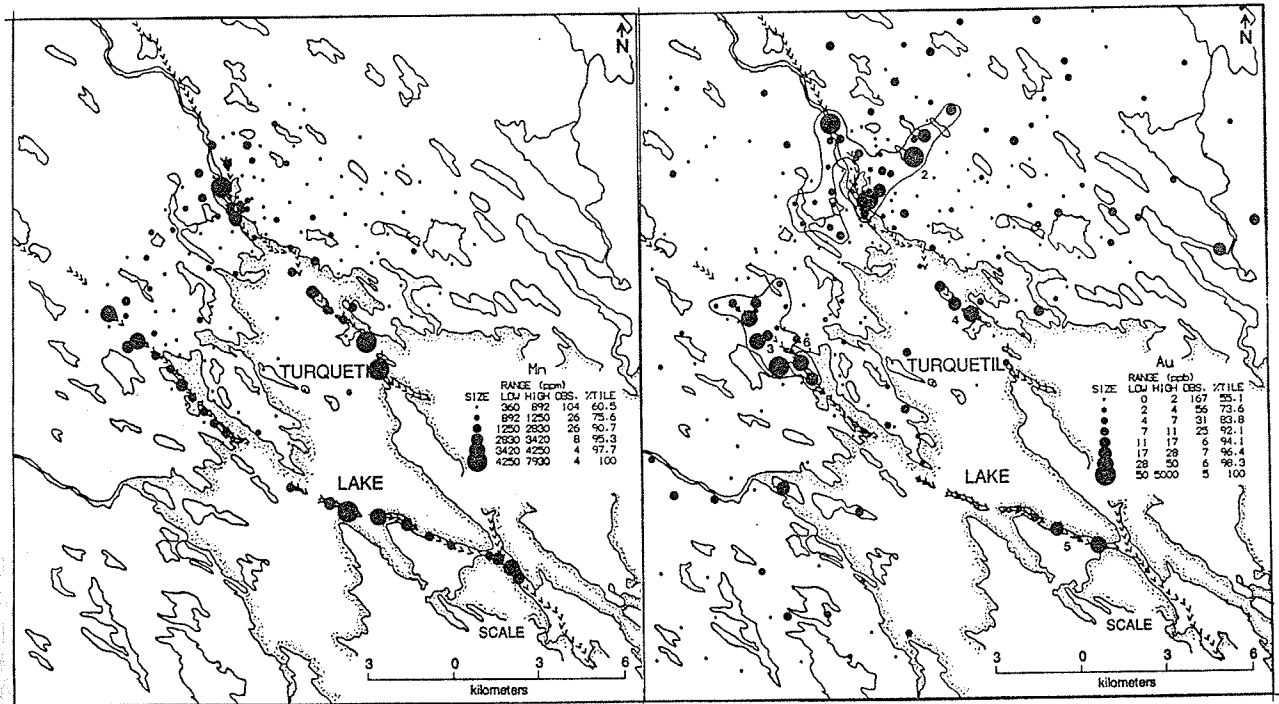 N
TURQUETI
Mn
RANGE (ppm)
SIZE LOW HIGH OBS. %TILE
360 892 104 60.5
892 1250 26 75.6
1250 2830 26 90.7
2830 3420 8 95.3
3420 4250 4 97.7
4250 7930 4 100
LAKE
SCALE
3 0 3 6
kilometers
N
1
2
3
6
4
TURQUETIL
Au
RANGE (ppb)
SIZE LOW HIGH OBS. %TILE
0 2 167 55.1
2 4 56 73.6
4 7 31 83.8
7 11 25 92.1
11 17 6 94.1
17 28 7 96.4
28 50 6 98.3
50 5000 5 100
LAKE
5
SCALE
3 0 3 6
kilometers